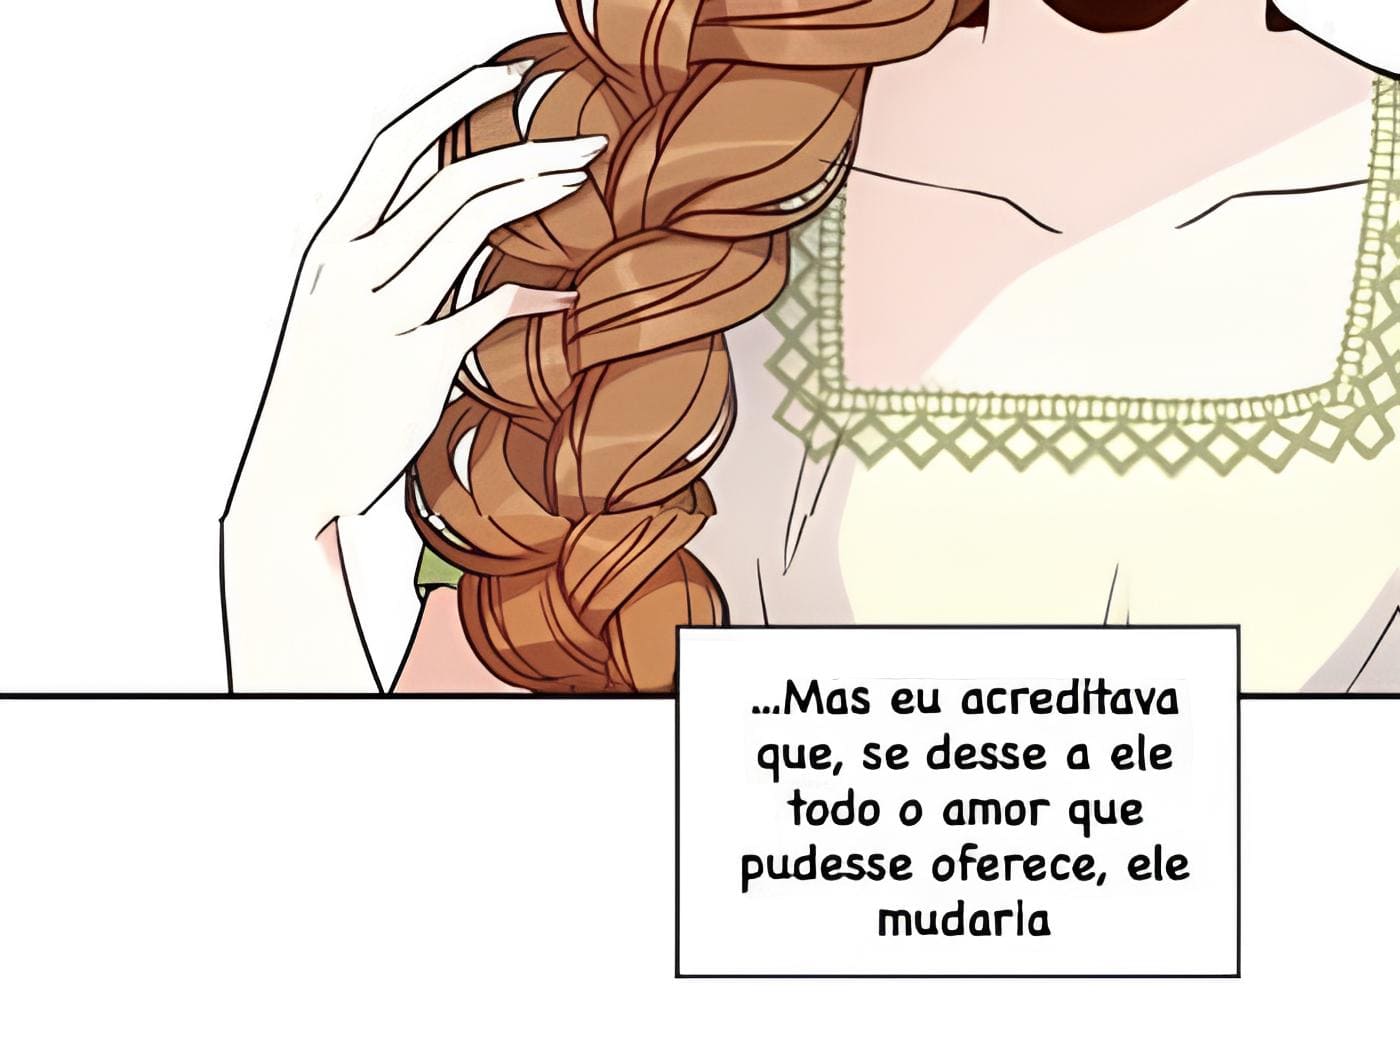 ...Mas eu acreditava
que, se desse a ele
todo o amor que
pudesse oferece, ele
mudaria